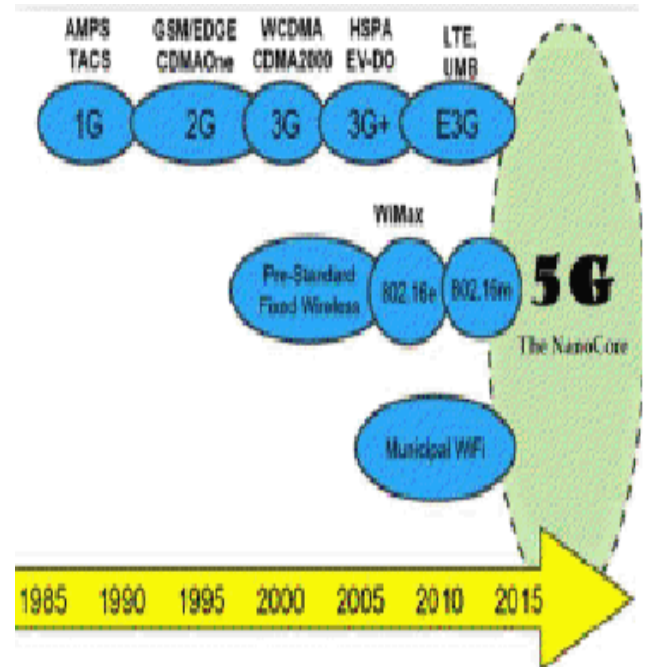 AMPS
TACS
GSM/EDGE
CDMAOne
WCDMA
CDMA2000
HSPA
EV-DO
LTE,
UMB
1G
2G
3G
3G+
E3G
WiMax
Pre-Standard
Fixed Wireless
802.16e
802.16m
5G
The NanoCore
Municipal WiFi
1985 1990 1995 2000 2005 2010 2015